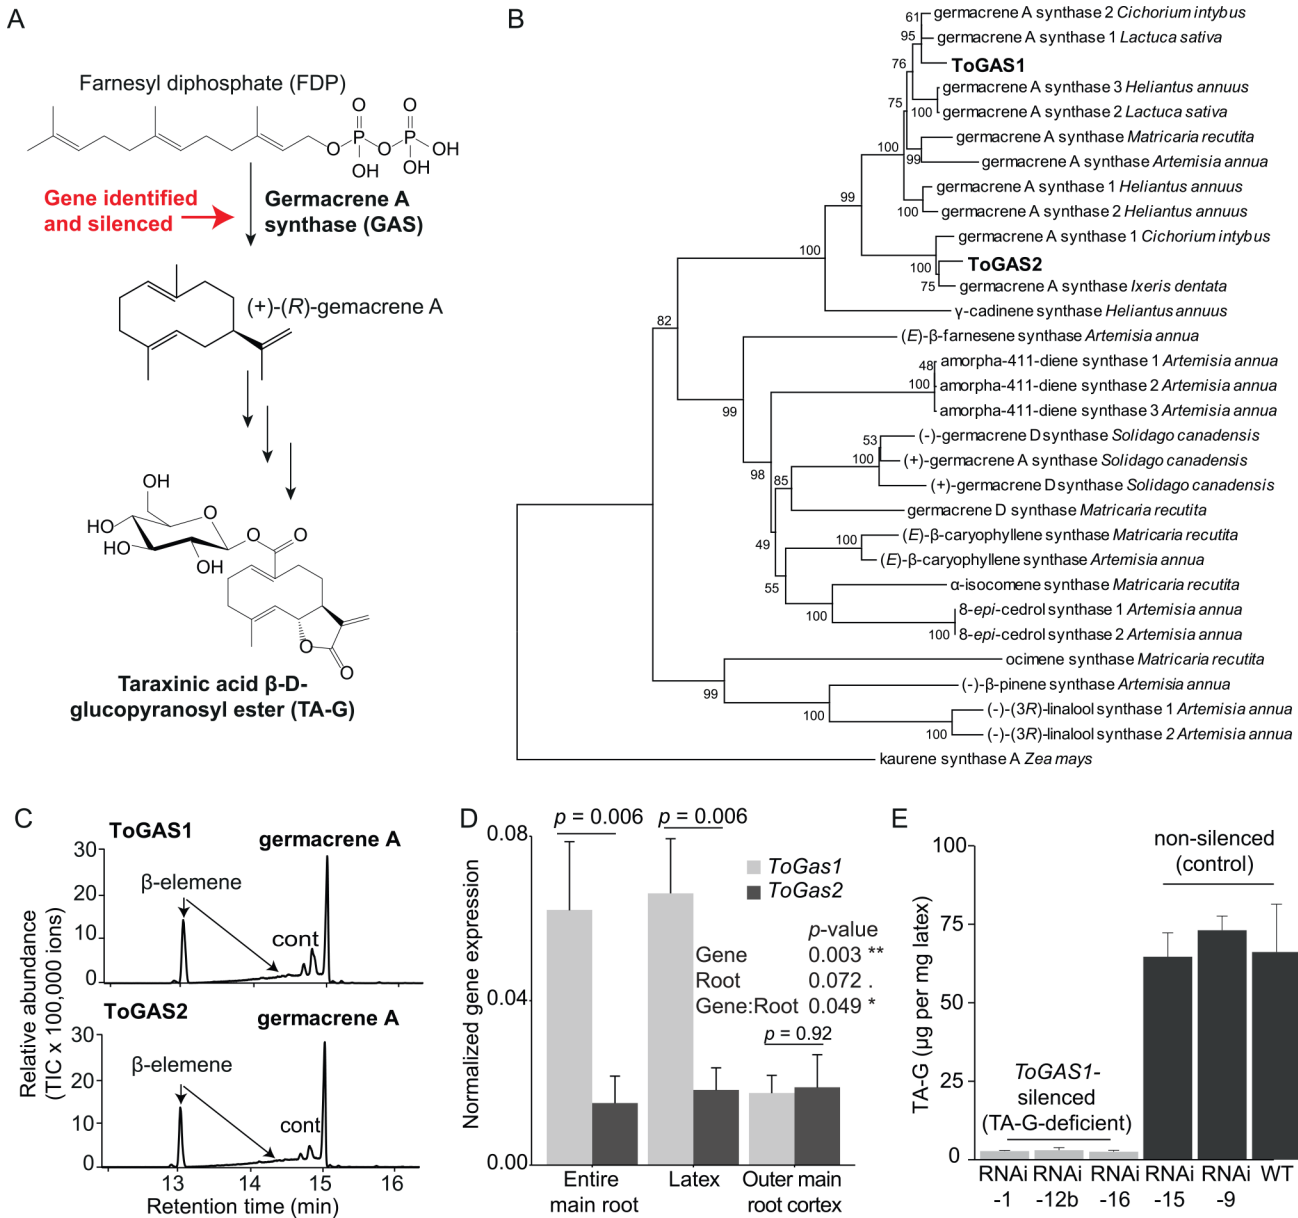 A
Farnesyl diphosphate (FDP)
O
O
O
P
O
P
OH
OH
OH
Gene identified
and silenced
Germacrene A
synthase (GAS)
(+)-(R)-gemacrene A
OH
HO
O
HO
OH
O
O
O
O
Taraxinic acid β-D-
glucopyranosyl ester (TA-G)
B
germacrene A synthase 2 Cichorium intybus
germacrene A synthase 1 Lactuca sativa
ToGAS1
germacrene A synthase 3 Heliantus annuus
germacrene A synthase 2 Lactuca sativa
germacrene A synthase Matricaria recutita
germacrene A synthase Artemisia annua
germacrene A synthase 1 Heliantus annuus
germacrene A synthase 2 Heliantus annuus
germacrene A synthase 1 Cichorium intybus
ToGAS2
germacrene A synthase Ixeris dentata
γ-cadinene synthase Heliantus annuus
(E)-β-farnesene synthase Artemisia annua
amorpha-411-diene synthase 1 Artemisia annua
amorpha-411-diene synthase 2 Artemisia annua
amorpha-411-diene synthase 3 Artemisia annua
(-)-germacrene D synthase Solidago canadensis
(+)-germacrene A synthase Solidago canadensis
(+)-germacrene D synthase Solidago canadensis
germacrene D synthase Matricaria recutita
(E)-β-caryophyllene synthase Matricaria recutita
(E)-β-caryophyllene synthase Artemisia annua
α-isocomene synthase Matricaria recutita
8-epi-cedrol synthase 1 Artemisia annua
8-epi-cedrol synthase 2 Artemisia annua
ocimene synthase Matricaria recutita
(-)-β-pinene synthase Artemisia annua
(-)-(3R)-linalool synthase 1 Artemisia annua
(-)-(3R)-linalool synthase 2 Artemisia annua
kaurene synthase A Zea mays
61
95
76
75
100
100
99
100
99
100
75
100
82
48
100
99
53
100
98
85
49
100
55
100
100
99
100
100
C
ToGAS1
germacrene A
β-elemene
cont
30
20
10
0
ToGAS2
germacrene A
β-elemene
cont
30
20
10
0
13
14
15
16
Retention time (min)
Relative abundance
(TIC x 100,000 ions)
D
p = 0.006
p = 0.006
0.08
0.04
0.00
Normalized gene expression
ToGas1
ToGas2
p-value
Gene 0.003 **
Root 0.072 .
Gene:Root 0.049 *
p = 0.92
Entire
main root
Latex
Outer main
root cortex
E
TA-G (µg per mg latex)
100
75
50
25
0
non-silenced
(control)
ToGAS1-
silenced
(TA-G-deficient)
RNAi
-1
RNAi
-12b
RNAi
-16
RNAi
-15
RNAi
-9
WT